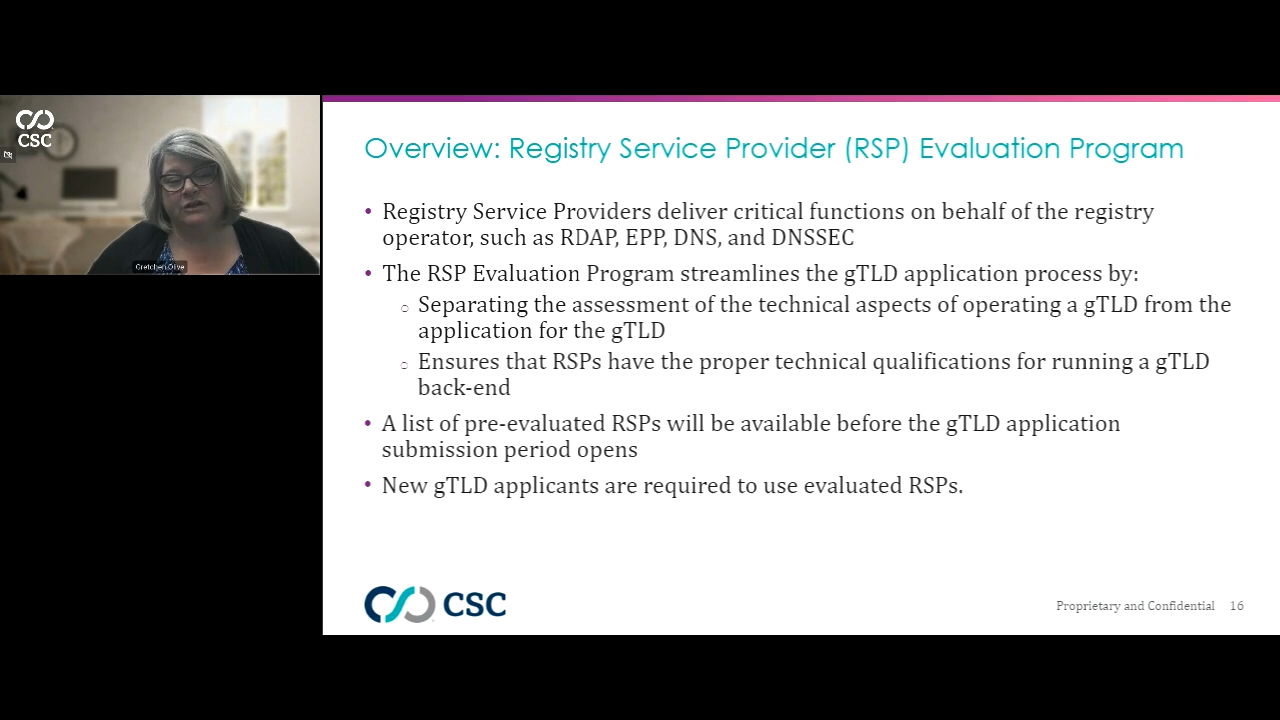 CSC
Gretchen Olive
Overview: Registry Service Provider (RSP) Evaluation Program
• Registry Service Providers deliver critical functions on behalf of the registry
operator, such as RDAP, EPP, DNS, and DNSSEC
• The RSP Evaluation Program streamlines the gTLD application process by:
○ Separating the assessment of the technical aspects of operating a gTLD from the
application for the gTLD
○ Ensures that RSPs have the proper technical qualifications for running a gTLD
back-end
• A list of pre-evaluated RSPs will be available before the gTLD application
submission period opens
• New gTLD applicants are required to use evaluated RSPs.
CSC
Proprietary and Confidential 16